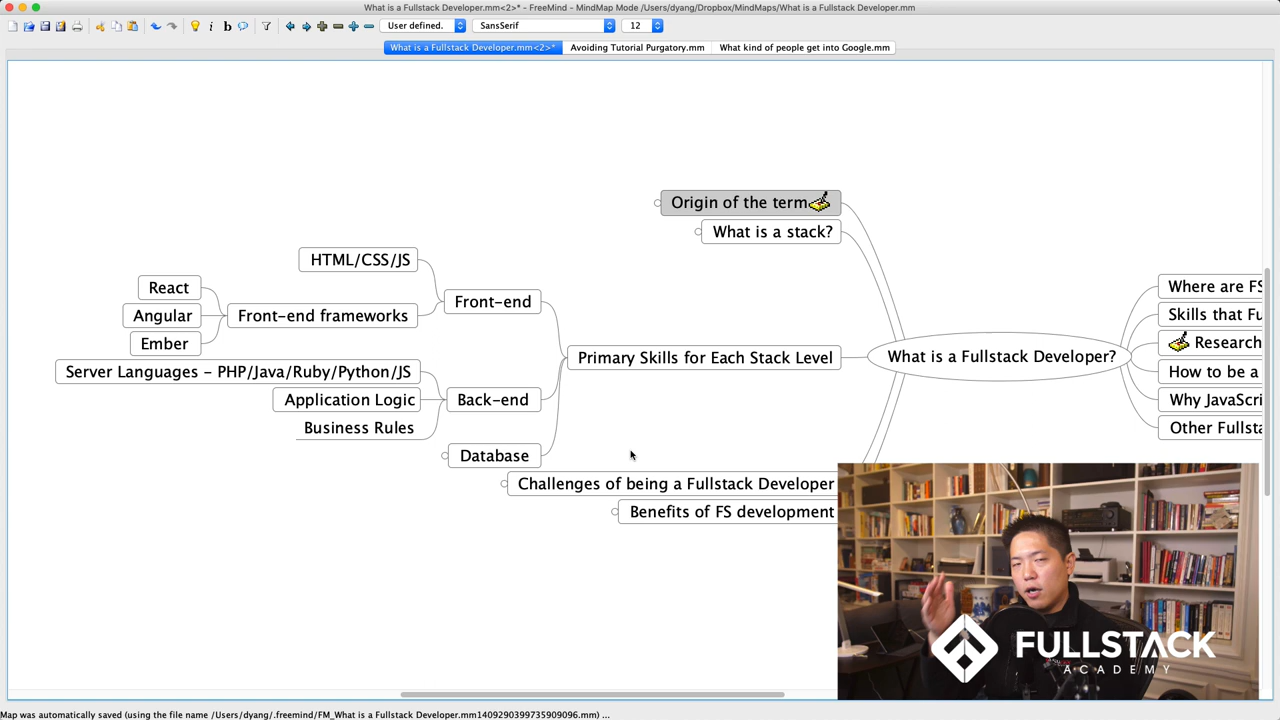 What is a Fullstack Developer.mm<2>* - FreeMind - MindMap Mode /Users/dyang/Dropbox/MindMaps/What is a Fullstack Developer.mm
i b User defined. SansSerif 12
What is a Fullstack Developer.mm<2>* Avoiding Tutorial Purgatory.mm What kind of people get into Google.mm
Origin of the term
What is a stack?
HTML/CSS/JS
React
Angular
Ember
Front-end frameworks
Front-end
Server Languages - PHP/Java/Ruby/Python/JS
Application Logic
Business Rules
Back-end
Database
Primary Skills for Each Stack Level
Challenges of being a Fullstack Developer
Benefits of FS development
What is a Fullstack Developer?
Where are FS
Skills that Fu
Research
How to be a
Why JavaScri
Other Fullsta
FULLSTACK
ACADEMY
Map was automatically saved (using the file name /Users/dyang/.freemind/FM_What is a Fullstack Developer.mm1409290399735909096.mm) ...